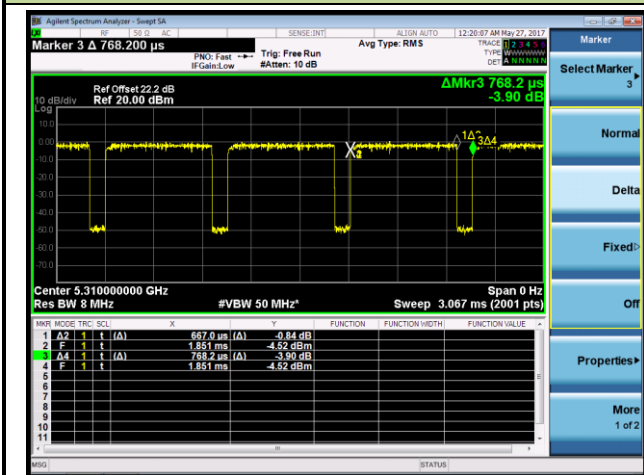 Agilent Spectrum Analyzer - Swept SA
RF 50 Ω AC SENSE:INT ALIGN AUTO 12:20:07 AM May 27, 2017
Marker 3 Δ 768.200 µs
PNO: Fast
IFGain:Low
Trig: Free Run
#Atten: 10 dB
Avg Type: RMS
TRACE 1 2 3 4 5 6
TYPE WWWWWW
DET A NNNNN
Ref Offset 22.2 dB
10 dB/div Ref 20.00 dBm
Log
ΔMkr3 768.2 µs
-3.90 dB
10.0
0.00
-10.0
-20.0
-30.0
-40.0
-50.0
-60.0
-70.0
3Δ4
Center 5.310000000 GHz Span 0 Hz
Res BW 8 MHz #VBW 50 MHz* Sweep 3.067 ms (2001 pts)
MKR MODE TRC SCL X Y FUNCTION FUNCTION WIDTH FUNCTION VALUE
1 Δ2 1 t (Δ) 667.0 µs (Δ) -0.84 dB
2 F 1 t 1.851 ms -4.52 dBm
3 Δ4 1 t (Δ) 768.2 µs (Δ) -3.90 dB
4 F 1 t 1.851 ms -4.52 dBm
5
6
7
8
9
10
11
MSG STATUS
Marker
Select Marker
3
Normal
Delta
Fixed
Off
Properties
More
1 of 2